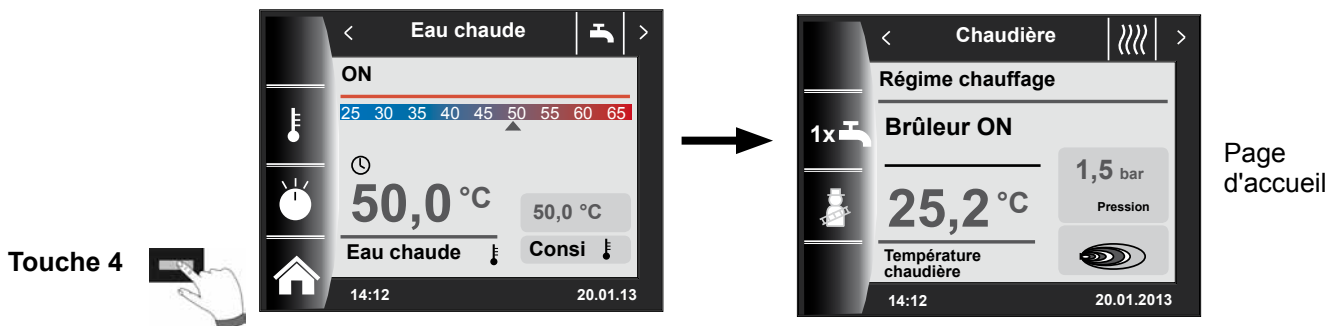 Touche 4
< Eau chaude >
ON
25 30 35 40 45 50 55 60 65
50,0 °C
50,0 °C
Eau chaude
Consi
14:12 20.01.13
< Chaudière >
Régime chauffage
1x
Brûleur ON
1,5 bar
Pression
25,2 °C
Température
chaudière
14:12 20.01.2013
Page
d'accueil